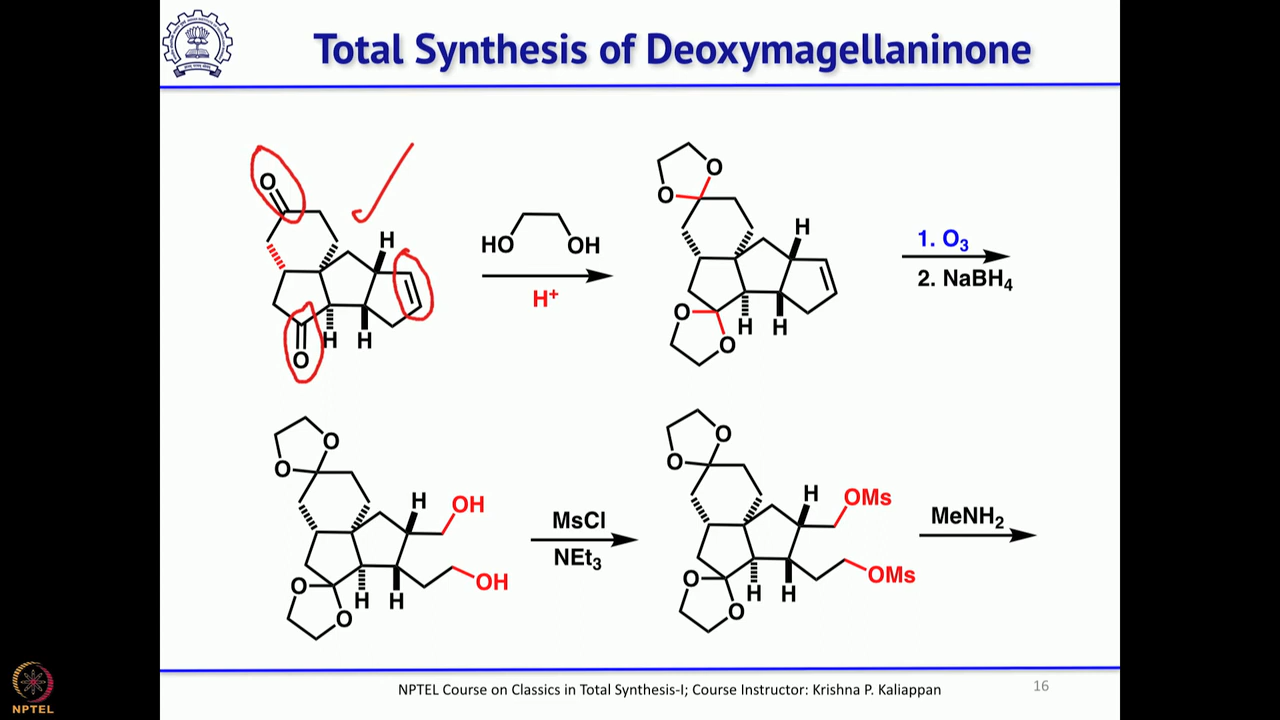 Total Synthesis of Deoxymagellaninone
O
H
H
H
O
HO
OH
H⁺
O
O
H
O
H
H
O
1. O₃
2. NaBH₄
O
O
H
OH
OH
O
H
H
O
MsCl
NEt₃
O
O
H
OMs
OMs
O
H
H
O
MeNH₂
NPTEL
NPTEL Course on Classics in Total Synthesis-I; Course Instructor: Krishna P. Kaliappan
16